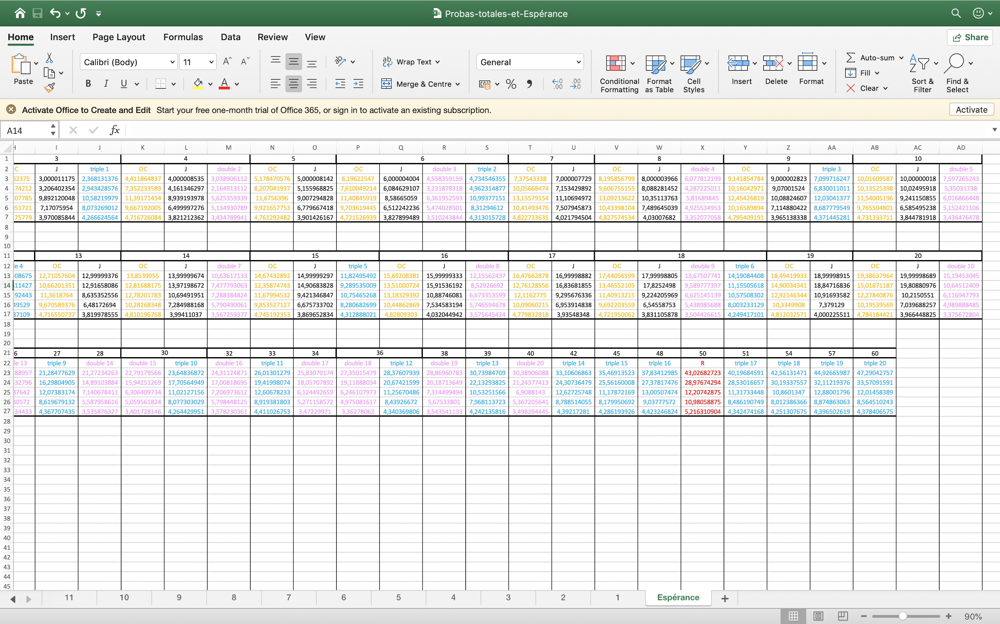 Probas-totales-et-Espérance
Home Insert Page Layout Formulas Data Review View Share
Paste Calibri (Body) 11 B I U Wrap Text Merge & Centre General Conditional Formatting Format as Table Cell Styles Insert Delete Format Auto-sum Fill Clear Sort & Filter Find & Select
Activate Office to Create and Edit Start your free one-month trial of Office 365, or sign in to activate an existing subscription. Activate
A14 fx
H I J K L M N O P Q R S T U V W X Y Z AA AB AC AD
1 3 4 5 6 7 8 9 10
2 C J triple 1 OC J double 2 OC J OC J double 3 triple 2 OC J OC J double 4 OC J triple 3 OC J double 5
3 52375 3,000011175 2,368131376 4,411864837 4,000008535 3,038906112 5,178470576 5,000008142 6,19622547 6,000004004 4,558359159 4,734546355 7,37543338 7,000007729 8,195856799 8,000003966 6,077812199 9,141854784 9,000002823 7,099716247 10,01609587 10,00000018 7,597265243
4 74212 3,206402354 2,943428576 7,352233589 4,161346297 2,164913112 8,207041937 5,155968825 7,610049214 6,084629107 3,231878318 4,962314877 10,05668474 7,153429892 9,606755155 8,088281452 4,287225011 10,16042971 9,07001524 6,830011011 10,13525398 10,02495918 5,35031738
5 07785 9,892120048 10,58219979 11,39171454 8,939193978 5,625359339 11,6756396 9,007294828 11,40845919 8,58665059 6,361952593 10,99377151 13,15579154 11,10694972 13,09213622 10,35113763 5,81689845 12,45426819 10,08824607 12,03041377 11,54005196 9,241150855 6,016866448
6 951721 7,17075954 8,073269012 9,667192005 6,499997276 5,134930789 9,921657753 6,779667418 9,703619445 6,512242236 5,474028501 8,31294612 10,41493476 7,507945873 10,43398104 7,489645039 4,925534953 10,16589894 7,114880422 8,687779549 9,765504801 6,585495238 5,152421106
7 75779 3,970085844 4,266624564 4,716726084 3,821212362 3,434789941 4,761292482 3,901426167 4,721526939 3,827899489 3,510243844 4,313015728 4,822733635 4,021794504 4,827574534 4,03007682 3,352077058 4,795409191 3,965138338 4,371445281 4,731333711 3,844781918 3,436476478
8
9
10
11 13 14 15 16 17 18 19 20
12 le 4 OC J OC J double 7 OC J triple 5 OC J double 8 OC J OC J double 9 triple 6 OC J OC J double 10
13 08675 12,71057604 12,99999376 13,8539055 13,99999674 10,63617133 14,67432892 14,99999297 11,82495492 15,69208381 15,99999333 12,15562437 16,47662878 16,99998882 17,44056599 17,99998805 13,67507741 14,19084408 18,49419933 18,99998915 19,38637964 19,99998689 15,19453045
14 11427 10,66201351 12,91658086 12,81688175 13,97198672 7,477793063 12,35874743 14,90683828 9,289535009 13,51000724 15,91536192 8,52926692 12,76128556 16,83681855 13,46552105 17,8252498 9,589777397 11,15505618 14,90034341 18,84716836 15,01871187 19,80880976 10,64512409
15 92443 11,3618764 8,635352556 12,78201783 10,69491951 7,288384824 11,67994532 9,421346847 10,75465268 13,18329392 10,88746081 6,673353599 12,1162775 9,295676336 11,40913215 9,224205969 6,625145139 10,57508302 12,92146344 10,91693582 12,27840876 10,2150551 6,116947793
16 49529 9,670589376 6,48172694 10,28268348 7,284988168 5,790490061 9,853527127 6,675733702 8,280682699 10,44862869 7,534583194 5,746594678 10,09060215 6,953914838 9,692203559 6,54558753 5,438985688 8,003233129 10,3349908 7,379129 10,19539569 7,039688257 4,989888485
17 87109 4,716550737 3,819978555 4,810196768 3,99411037 3,567259377 4,745192353 3,869652834 4,312888021 4,82809303 4,032044942 3,575645424 4,779832818 3,93548348 4,721950062 3,831105878 3,504426615 4,249417101 4,812032571 4,000225511 4,784184421 3,966448825 3,375672804
18
19
20
21 6 27 28 30 32 33 34 36 38 39 40 42 45 48 50 51 54 57 60
22 le 13 triple 9 double 14 double 15 triple 10 double 16 triple 11 double 17 double 18 triple 12 double 19 triple 13 double 20 triple 14 triple 15 triple 16 R triple 17 triple 18 triple 19 triple 20
23 88957 21,28477629 21,27234263 22,79179566 23,64836872 24,31124871 26,01301279 25,83070174 27,35015479 28,37607939 28,86960783 30,73984709 30,38906088 33,10606863 35,46913523 37,83412985 43,02682723 40,19684591 42,56131471 44,92665987 47,29042757
24 32796 16,29804905 14,89103884 15,94251269 17,70564949 17,00818695 19,41998074 18,05707892 19,11888034 20,67421599 20,18713649 22,13293825 21,24377413 24,30736479 25,56160008 27,37817476 28,97674294 28,53016657 30,19337557 32,11219376 33,57091591
25 37642 12,07383174 7,140678411 6,306409734 11,02127156 7,206973612 12,60678233 6,124492659 6,246107973 11,25670486 7,314499494 10,53251566 6,9088143 12,62725748 11,17872169 13,00507474 12,20742875 11,31733448 10,8601347 12,88001796 12,01458389
26 30572 8,619679132 5,587958616 5,059561824 8,077303029 5,798448125 8,919381803 5,271158572 4,975081617 8,43926672 5,67533801 7,968113723 5,367205641 8,788514055 8,179950692 9,03777572 10,98058875 8,486190749 8,012386366 8,874863063 8,564510243
27 34433 4,367707435 3,535876327 3,401728146 4,264429951 3,578230361 4,411026753 3,47229971 3,36278062 4,340369806 3,543541133 4,242135816 3,498294445 4,39217281 4,286193926 4,423246824 5,216310904 4,342474168 4,251307675 4,396502619 4,378406575
28
29
30
31
32
33
34
35
36
37
38
39
40
41
42
43
44
45
11 10 9 8 7 6 5 4 3 2 1 Espérance +
90%